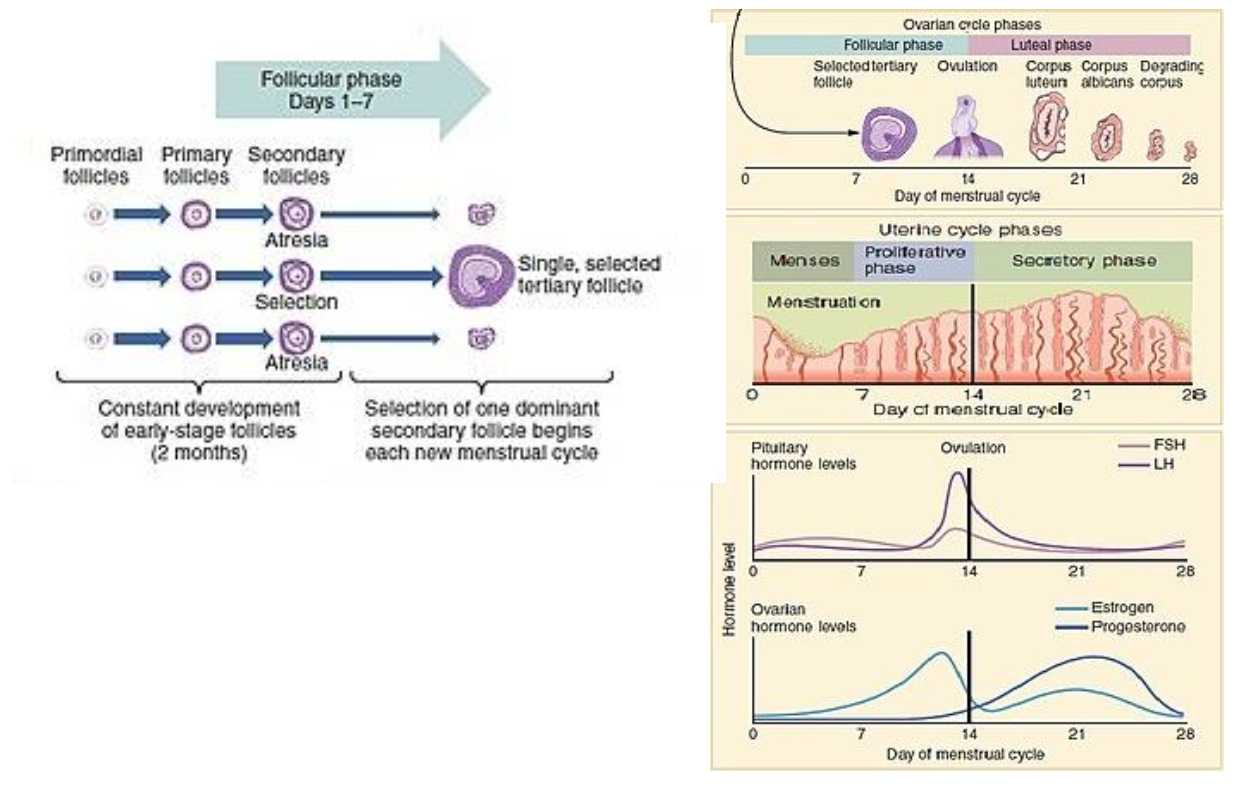 Follicular phase
Days 1–7
Primordial follicles
Primary follicles
Secondary follicles
Atresia
Selection
Atresia
Single, selected
tertiary follicle
Constant development
of early-stage follicles
(2 months)
Selection of one dominant
secondary follicle begins
each new menstrual cycle
Ovarian cycle phases
Follicular phase
Luteal phase
Selected tertiary
follicle
Ovulation
Corpus
luteum
Corpus
albicans
Degrading
corpus
0 7 14 21 28
Day of menstrual cycle
Uterine cycle phases
Menses
Proliferative
phase
Secretory phase
Menstruation
0 7 14 21 28
Day of menstrual cycle
Pituitary
hormone levels
Ovulation
FSH
LH
0 7 14 21 28
Hormone level
Ovarian
hormone levels
Estrogen
Progesterone
0 7 14 21 28
Day of menstrual cycle